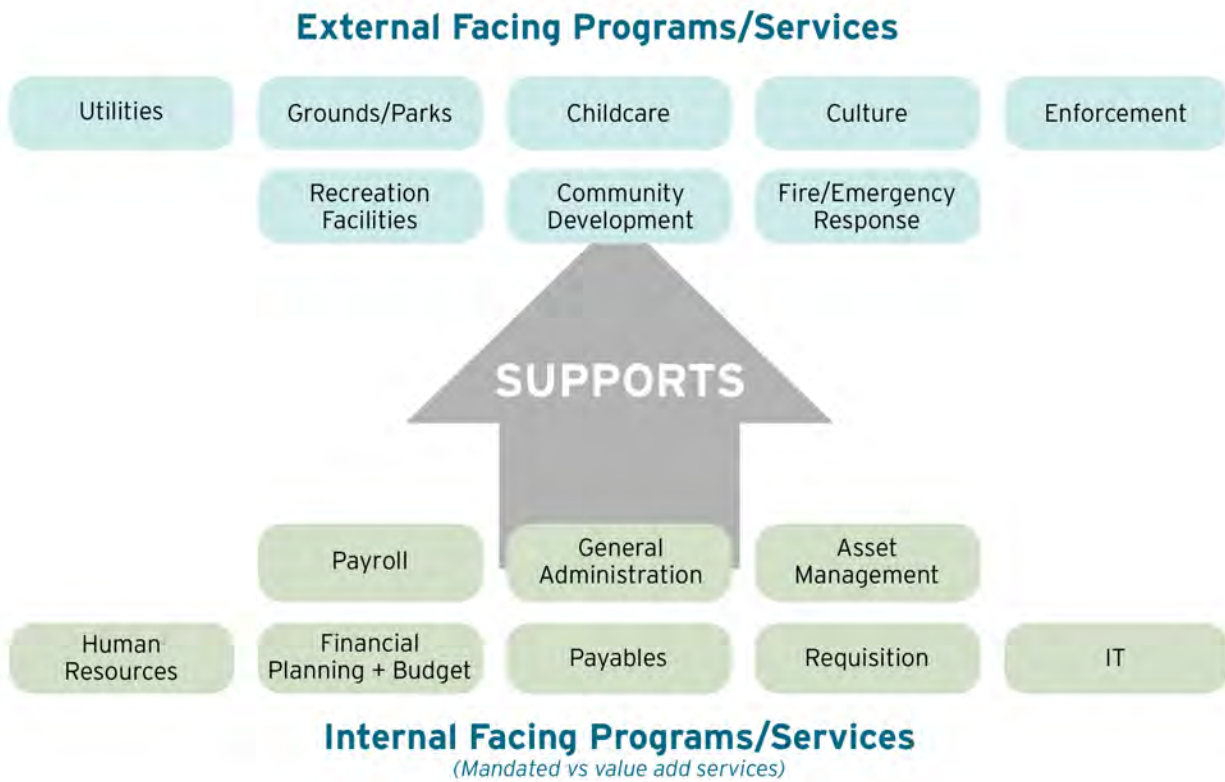 External Facing Programs/Services
Utilities
Grounds/Parks
Childcare
Culture
Enforcement
Recreation
Facilities
Community
Development
Fire/Emergency
Response
SUPPORTS
Payroll
General
Administration
Asset
Management
Human
Resources
Financial
Planning + Budget
Payables
Requisition
IT
Internal Facing Programs/Services
(Mandated vs value add services)